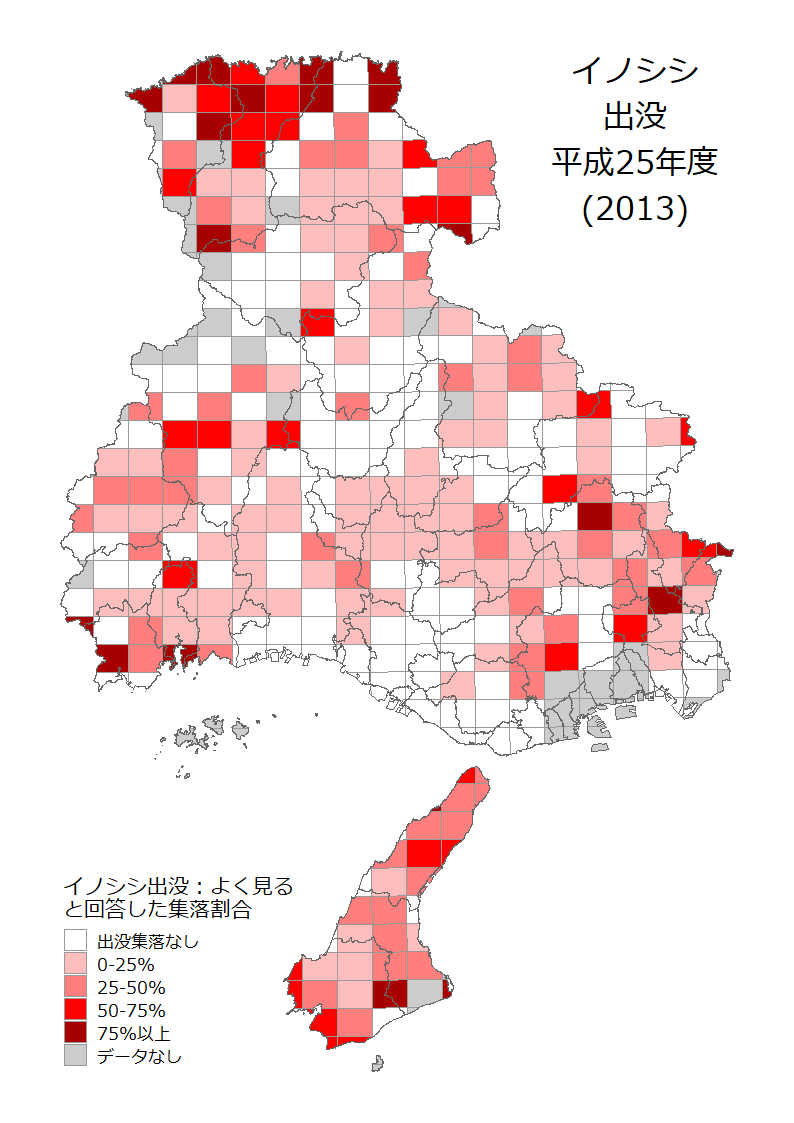 イノシシ
出没
平成25年度
(2013)
イノシシ出没：よく見る
と回答した集落割合
出没集落なし
0-25%
25-50%
50-75%
75%以上
データなし